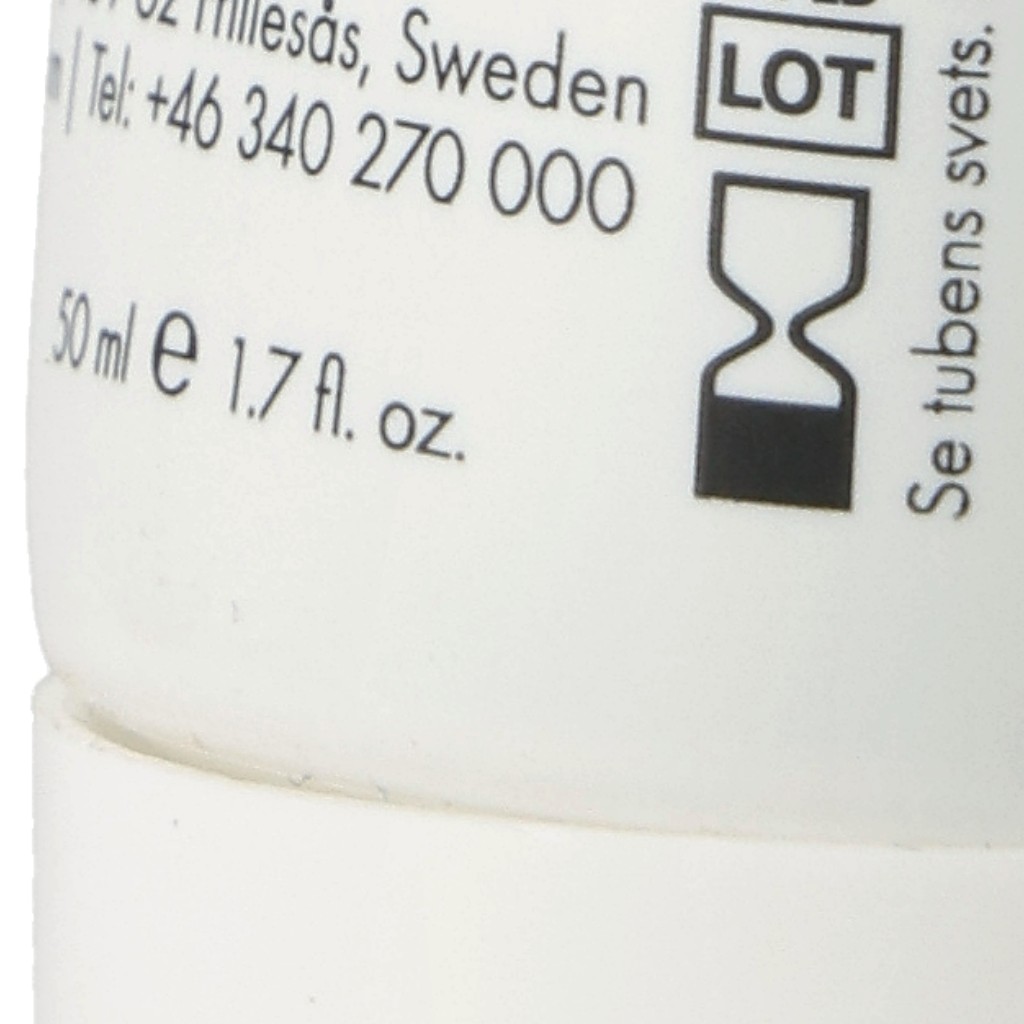 Sweden
Tel: +46 340 270 000
50 ml e 1.7 fl. oz.
LOT
Se tubens svets.